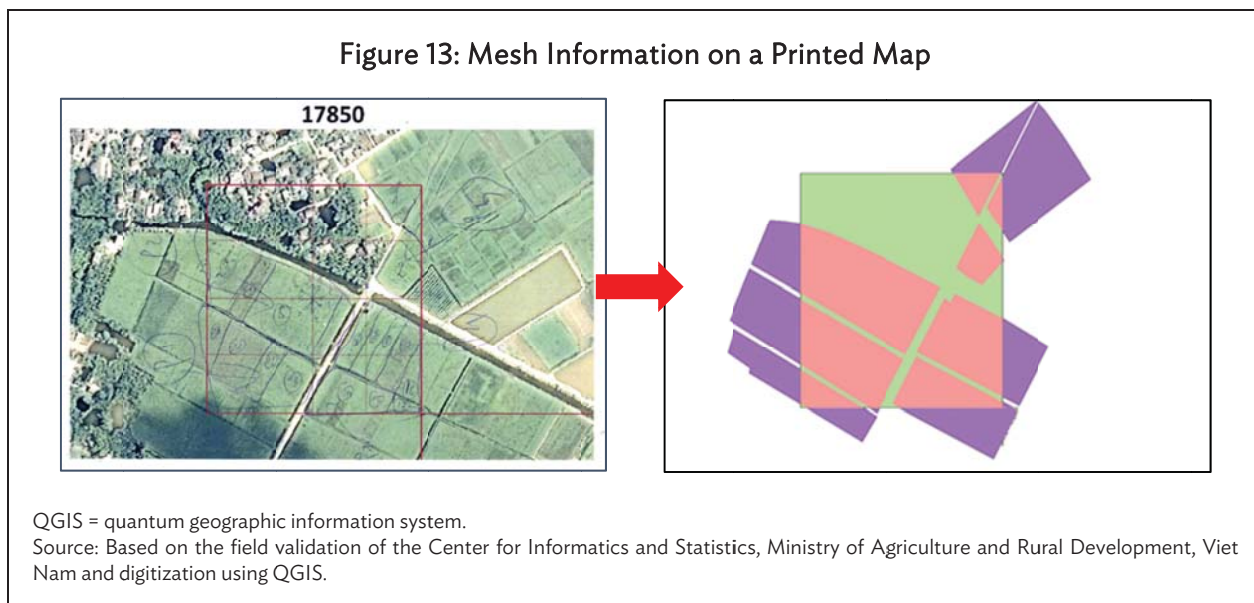 Figure 13: Mesh Information on a Printed Map
17850
QGIS = quantum geographic information system.
Source: Based on the field validation of the Center for Informatics and Statistics, Ministry of Agriculture and Rural Development, Viet
Nam and digitization using QGIS.